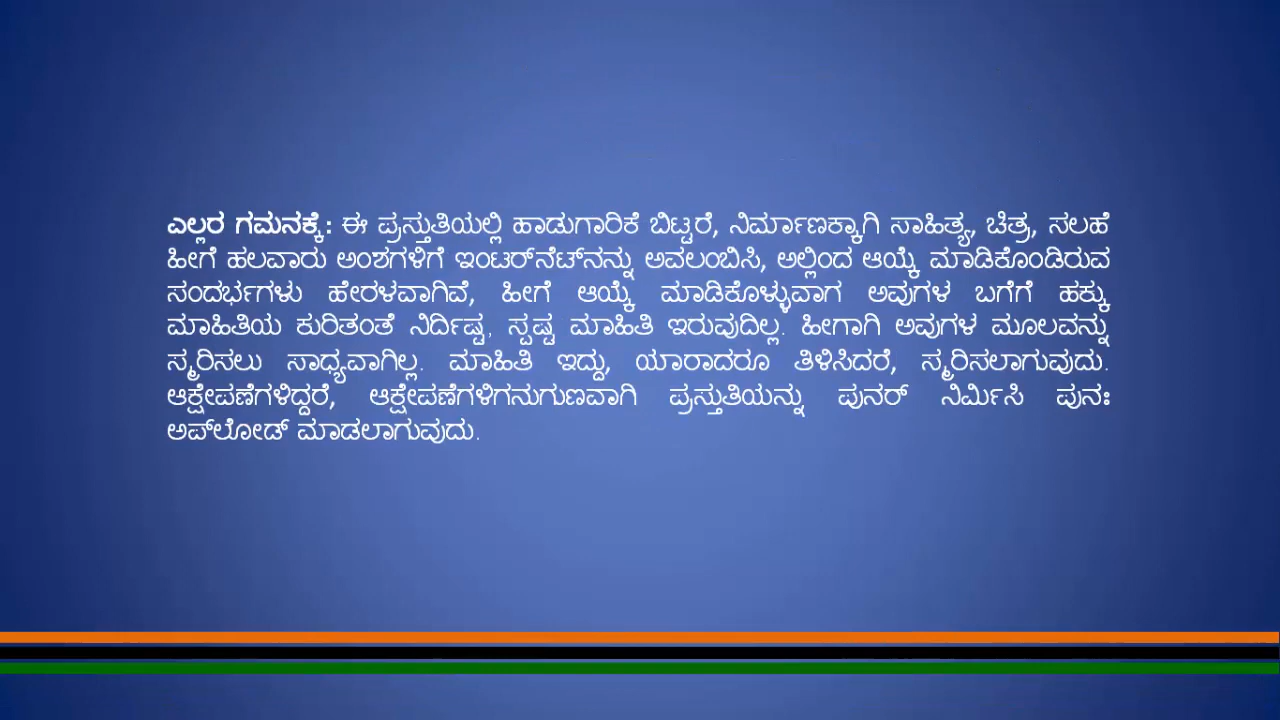 ಎಲ್ಲರ ಗಮನಕ್ಕೆ: ಈ ಪ್ರಸ್ತುತಿಯಲ್ಲಿ ಹಾಡುಗಾರಿಕೆ ಬಿಟ್ಟರೆ, ನಿರ್ಮಾಣಕ್ಕಾಗಿ ಸಾಹಿತ್ಯ, ಚಿತ್ರ, ಸಲಹೆ
ಹೀಗೆ ಹಲವಾರು ಅಂಶಗಳಿಗೆ ಇಂಟರ್‌ನೆಟ್‌ನನ್ನು ಅವಲಂಬಿಸಿ, ಅಲ್ಲಿಂದ ಆಯ್ಕೆ ಮಾಡಿಕೊಂಡಿರುವ
ಸಂದರ್ಭಗಳು ಹೇರಳವಾಗಿವೆ, ಹೀಗೆ ಆಯ್ಕೆ ಮಾಡಿಕೊಳ್ಳುವಾಗ ಅವುಗಳ ಬಗೆಗೆ ಹಕ್ಕು
ಮಾಹಿತಿಯ ಕುರಿತಂತೆ ನಿರ್ದಿಷ್ಟ, ಸ್ಪಷ್ಟ ಮಾಹಿತಿ ಇರುವುದಿಲ್ಲ. ಹೀಗಾಗಿ ಅವುಗಳ ಮೂಲವನ್ನು
ಸ್ಮರಿಸಲು ಸಾಧ್ಯವಾಗಿಲ್ಲ. ಮಾಹಿತಿ ಇದ್ದು, ಯಾರಾದರೂ ತಿಳಿಸಿದರೆ, ಸ್ಮರಿಸಲಾಗುವುದು.
ಆಕ್ಷೇಪಣೆಗಳಿದ್ದರೆ, ಆಕ್ಷೇಪಣೆಗಳಿಗನುಗುಣವಾಗಿ ಪ್ರಸ್ತುತಿಯನ್ನು ಪುನರ್ ನಿರ್ಮಿಸಿ ಪುನಃ
ಅಪ್‌ಲೋಡ್ ಮಾಡಲಾಗುವುದು.